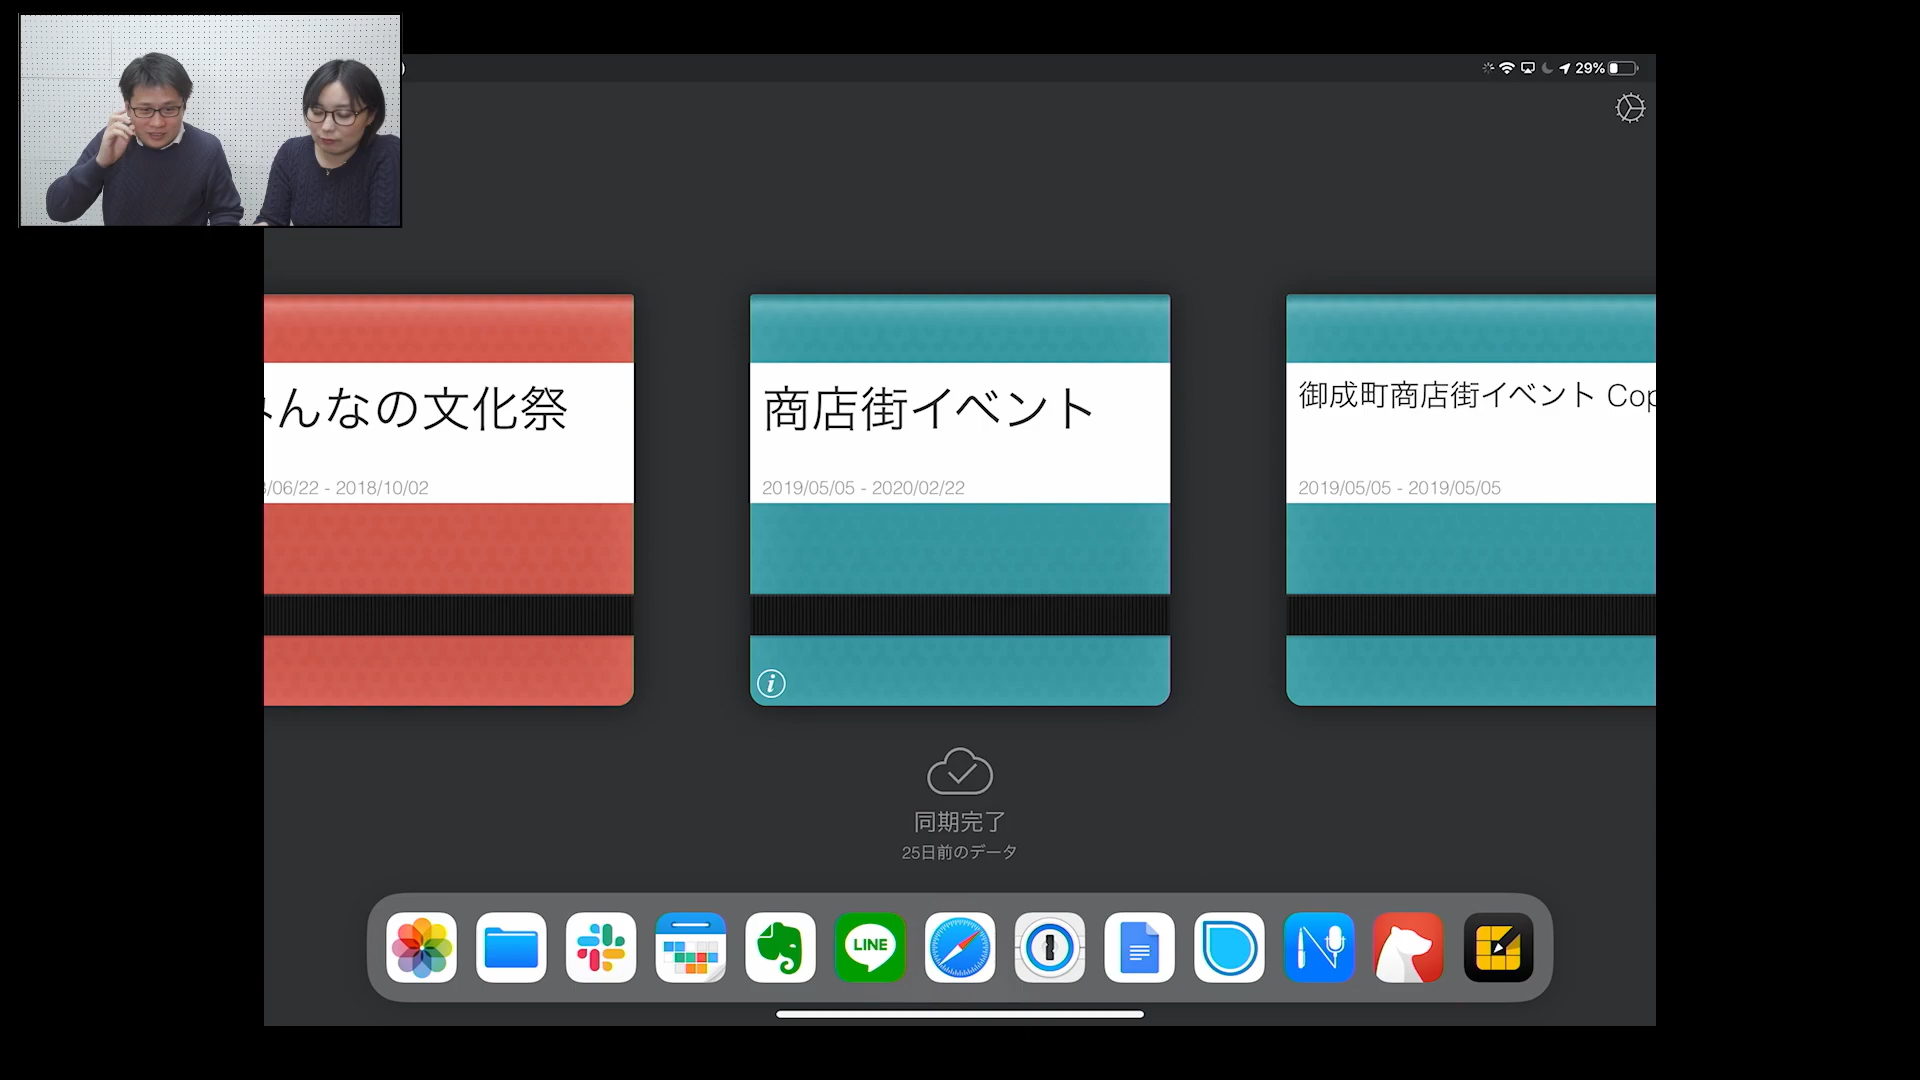 29%
んなの文化祭
/06/22 - 2018/10/02
商店街イベント
2019/05/05 - 2020/02/22
i
御成町商店街イベント Cop
2019/05/05 - 2019/05/05
同期完了
25日前のデータ
LINE